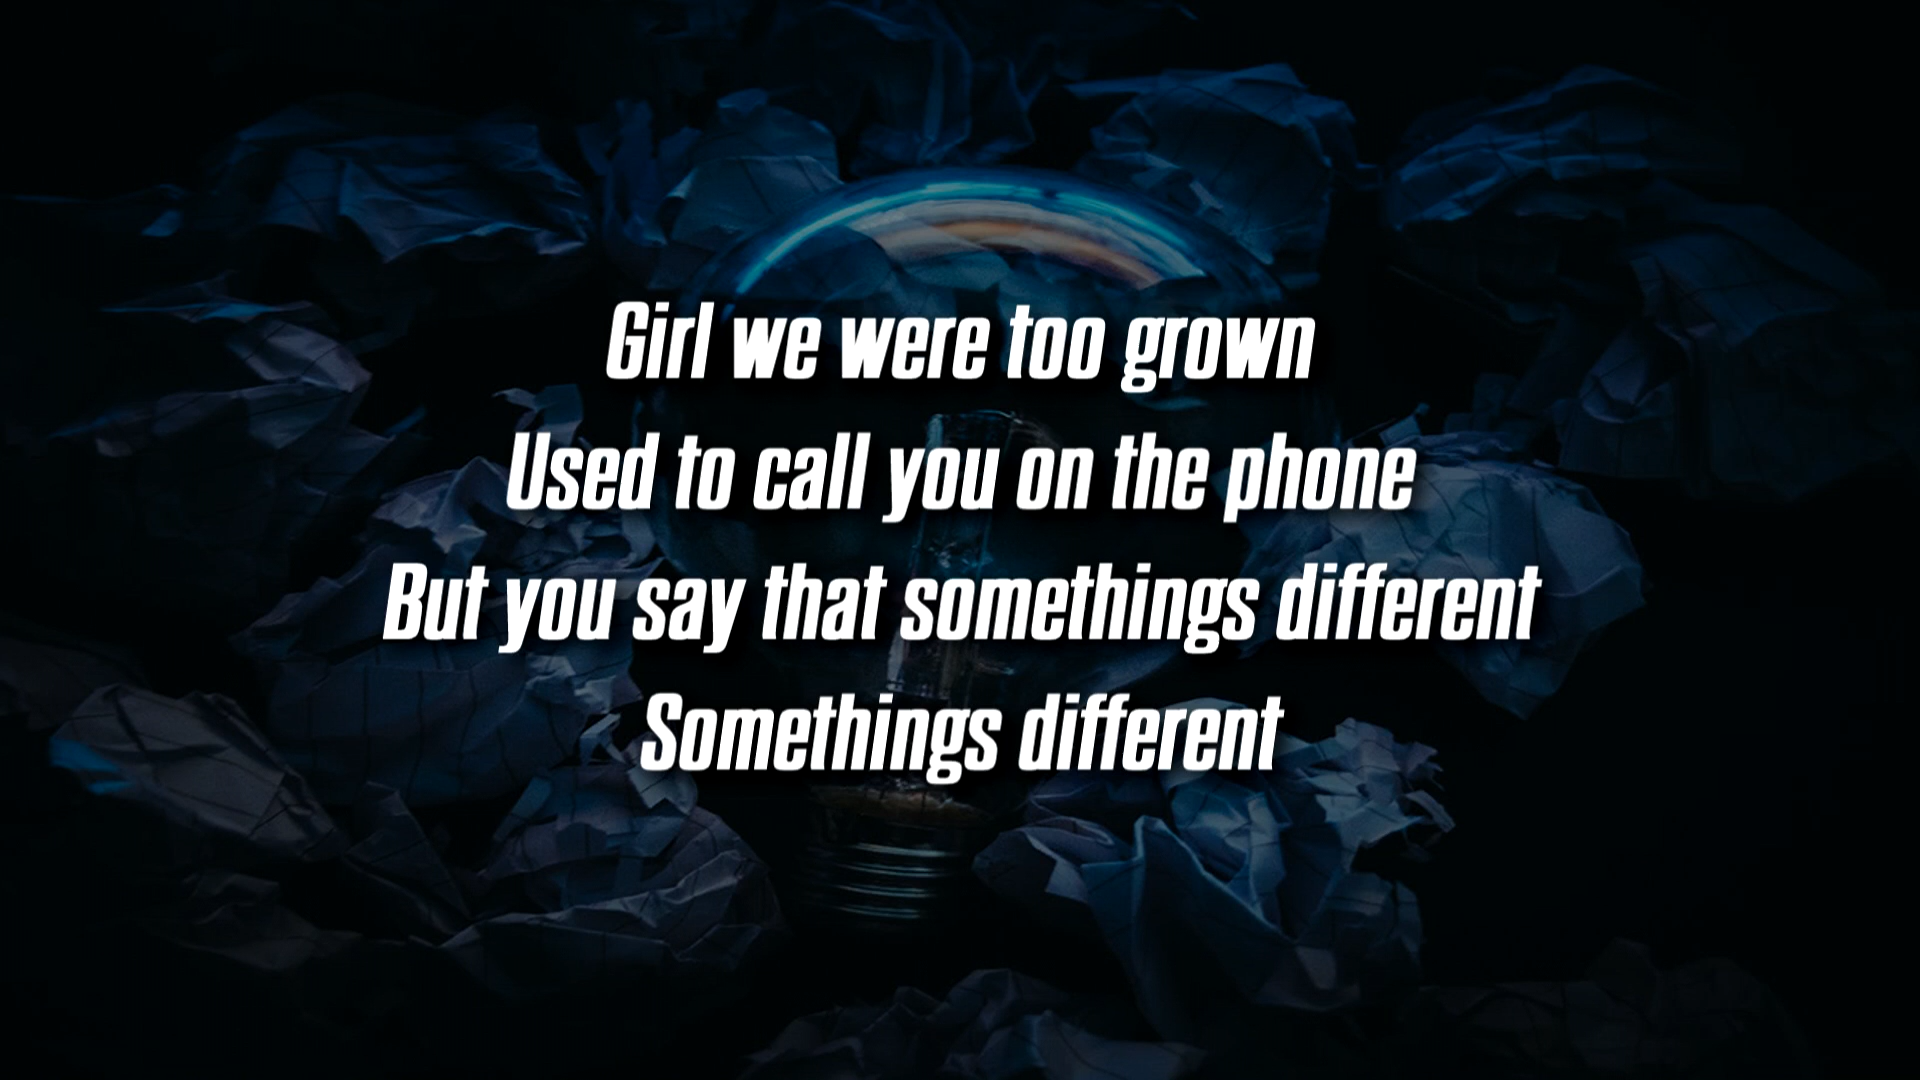 Girl we were too grown
Used to call you on the phone
But you say that somethings different
Somethings different